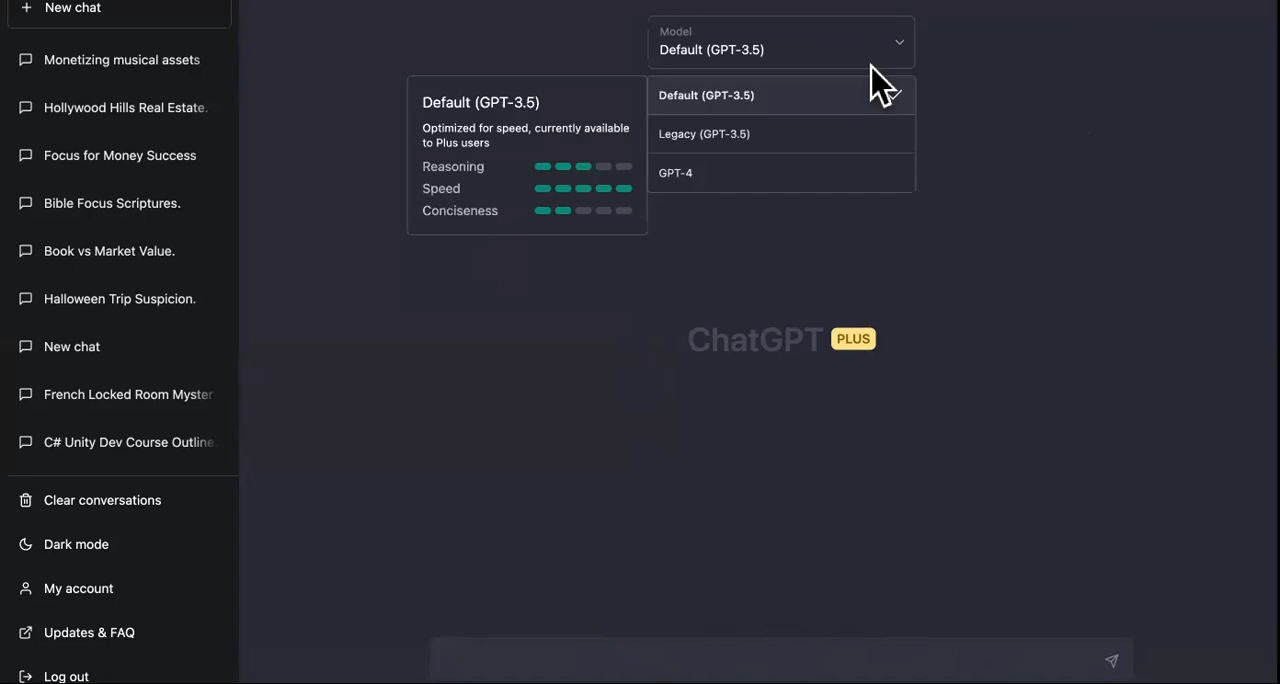 New chat
Monetizing musical assets
Hollywood Hills Real Estate.
Focus for Money Success
Bible Focus Scriptures.
Book vs Market Value.
Halloween Trip Suspicion.
New chat
French Locked Room Myster
C# Unity Dev Course Outline
Clear conversations
Dark mode
My account
Updates & FAQ
Log out
Model
Default (GPT-3.5)
Default (GPT-3.5)
Optimized for speed, currently available
to Plus users
Reasoning
Speed
Conciseness
Default (GPT-3.5)
Legacy (GPT-3.5)
GPT-4
ChatGPT PLUS